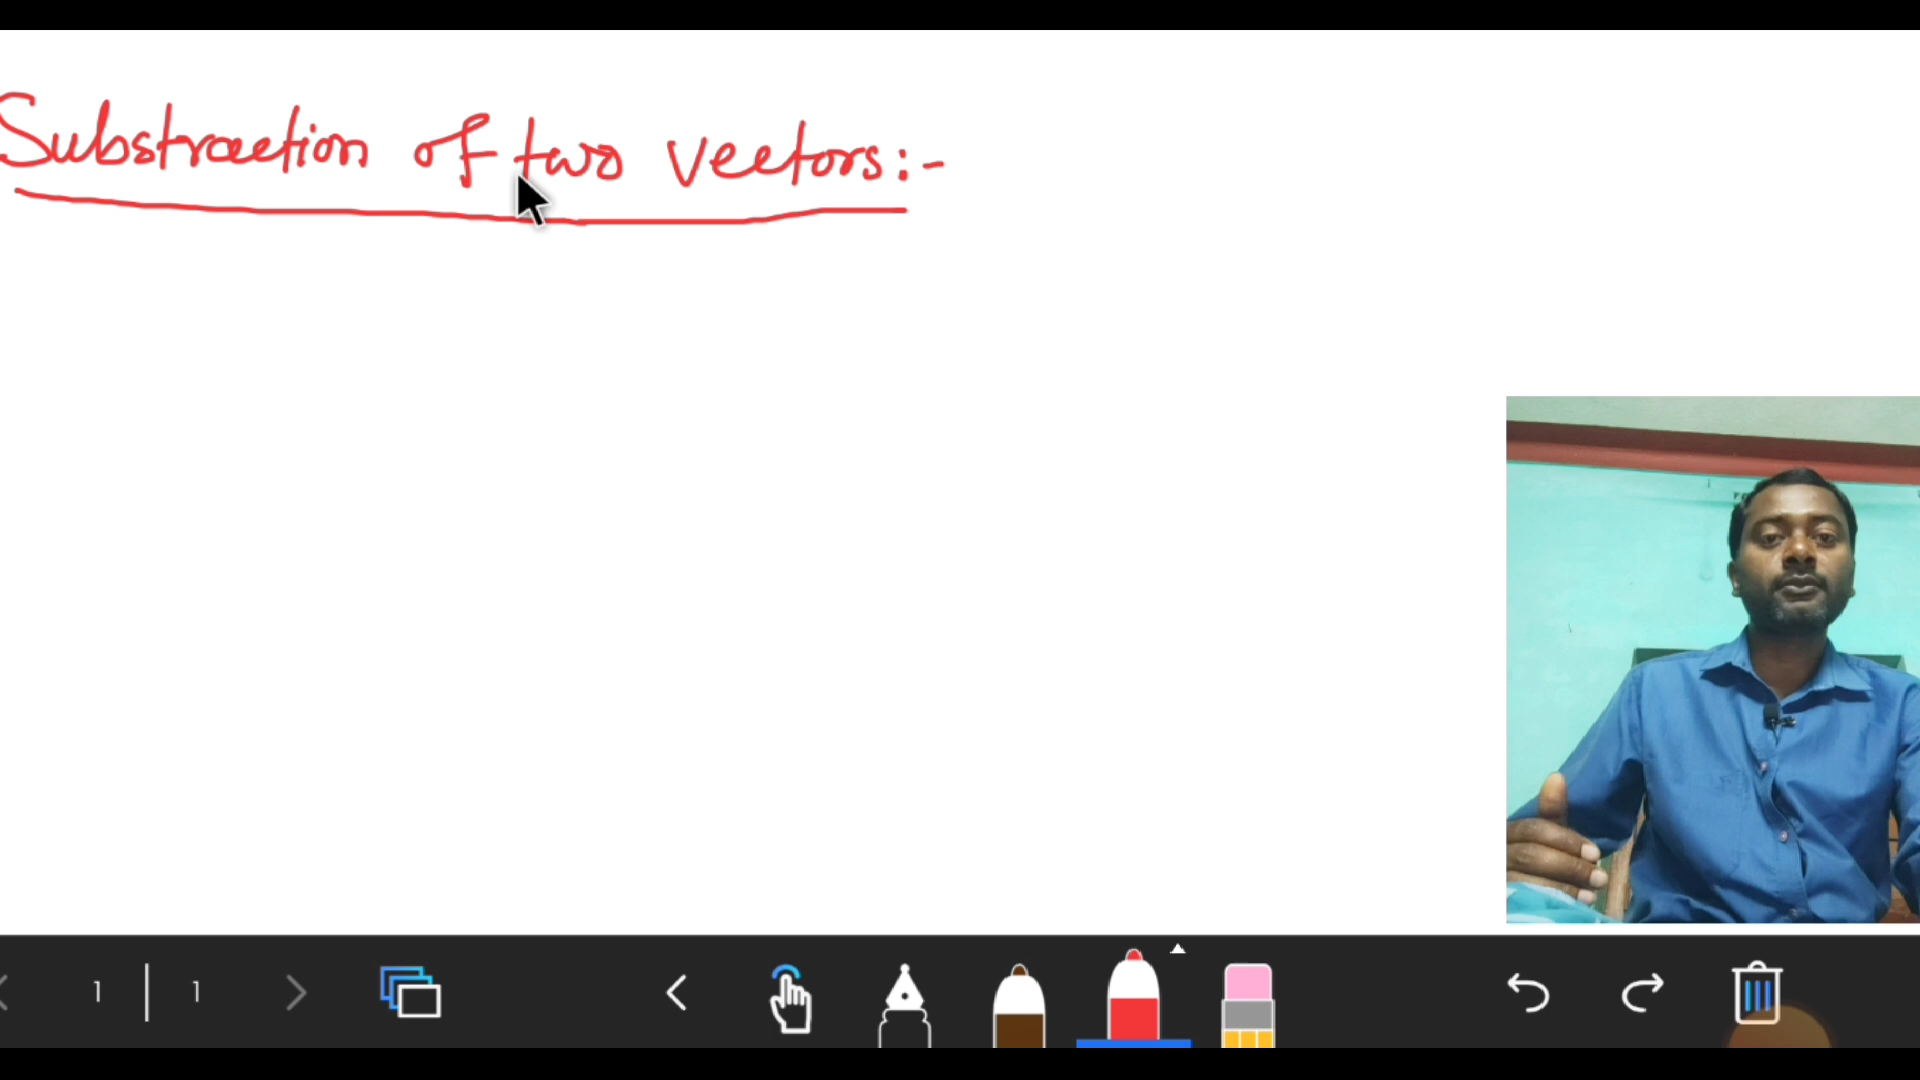 Substraction of two vectors:-
1 | 1